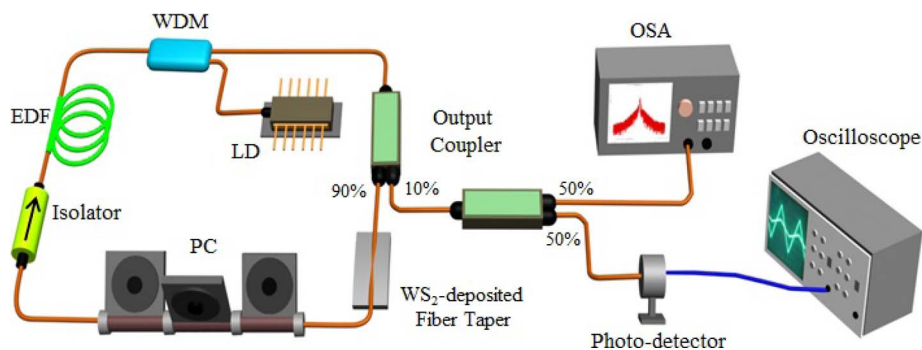 WDM
OSA
EDF
LD
Output
Coupler
Oscilloscope
90%
10%
50%
Isolator
50%
PC
WS₂-deposited
Fiber Taper
Photo-detector